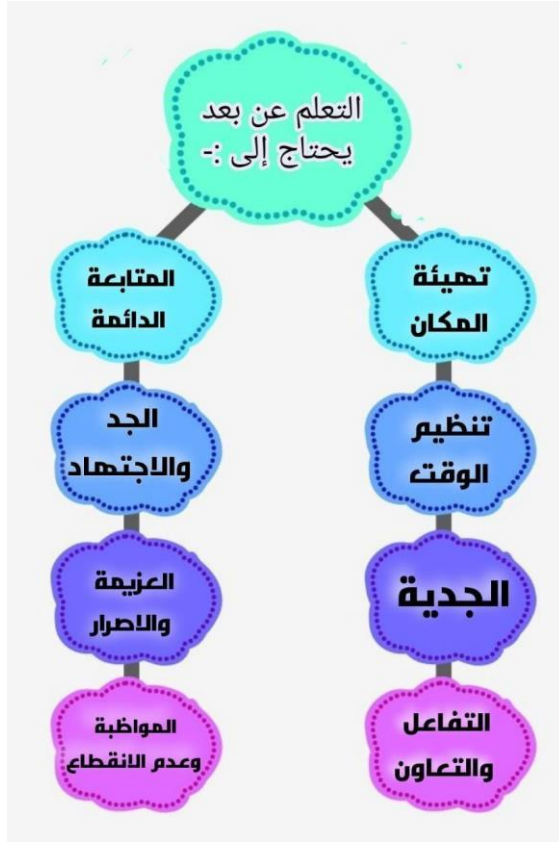 التعلم عن بعد
يحتاج إلى :-
تهيئة
المكان
تنظيم
الوقت
الجدية
التفاعل
والتعاون
المتابعة
الدائمة
الجد
والاجتهاد
العزيمة
والاصرار
المواظبة
وعدم الانقطاع